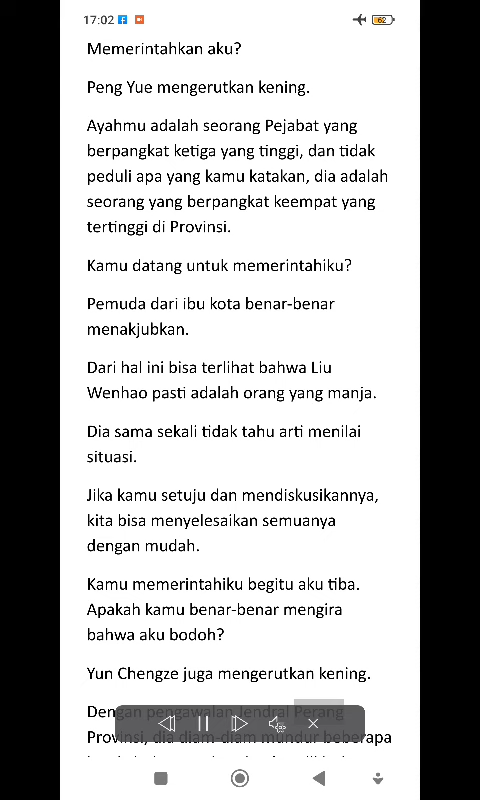 17:02
62
Memerintahkan aku?
Peng Yue mengerutkan kening.
Ayahmu adalah seorang Pejabat yang
berpangkat ketiga yang tinggi, dan tidak
peduli apa yang kamu katakan, dia adalah
seorang yang berpangkat keempat yang
tertinggi di Provinsi.
Kamu datang untuk memerintahiku?
Pemuda dari ibu kota benar-benar
menakjubkan.
Dari hal ini bisa terlihat bahwa Liu
Wenhao pasti adalah orang yang manja.
Dia sama sekali tidak tahu arti menilai
situasi.
Jika kamu setuju dan mendiskusikannya,
kita bisa menyelesaikan semuanya
dengan mudah.
Kamu memerintahiku begitu aku tiba.
Apakah kamu benar-benar mengira
bahwa aku bodoh?
Yun Chengze juga mengerutkan kening.
Dengan pengawalan Jendral Perang
Provinsi, dia diam-diam mundur beberapa